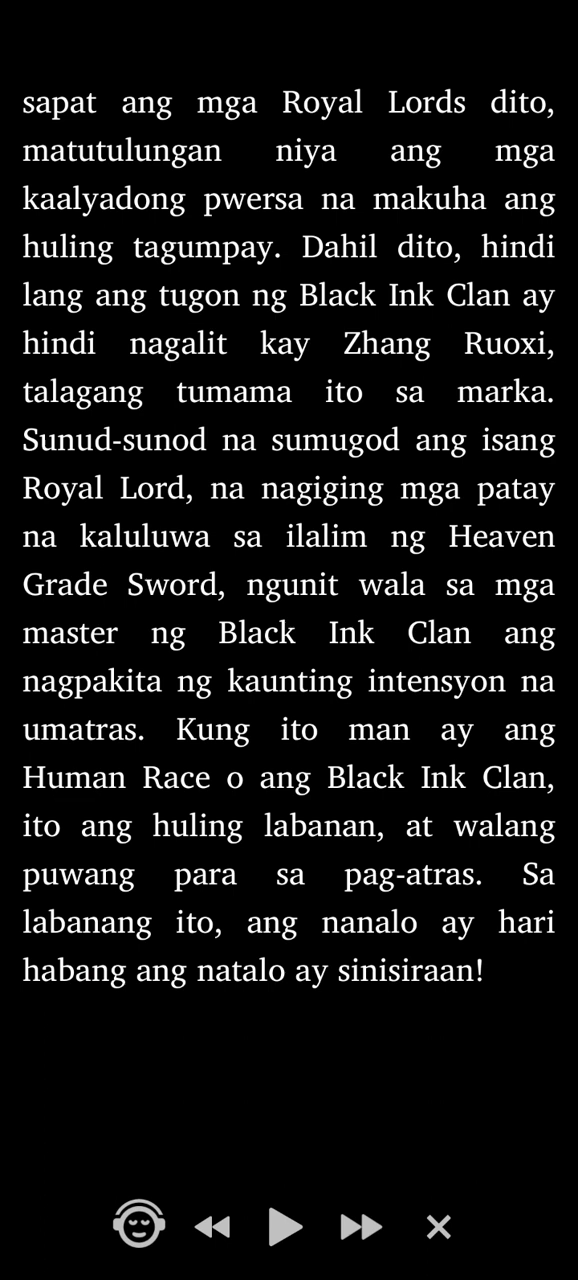 sapat ang mga Royal Lords dito,
matutulungan niya ang mga
kaalyadong pwersa na makuha ang
huling tagumpay. Dahil dito, hindi
lang ang tugon ng Black Ink Clan ay
hindi nagalit kay Zhang Ruoxi,
talagang tumama ito sa marka.
Sunud-sunod na sumugod ang isang
Royal Lord, na nagiging mga patay
na kaluluwa sa ilalim ng Heaven
Grade Sword, ngunit wala sa mga
master ng Black Ink Clan ang
nagpakita ng kaunting intensyon na
umatras. Kung ito man ay ang
Human Race o ang Black Ink Clan,
ito ang huling labanan, at walang
puwang para sa pag-atras. Sa
labanang ito, ang nanalo ay hari
habang ang natalo ay sinisiraan!